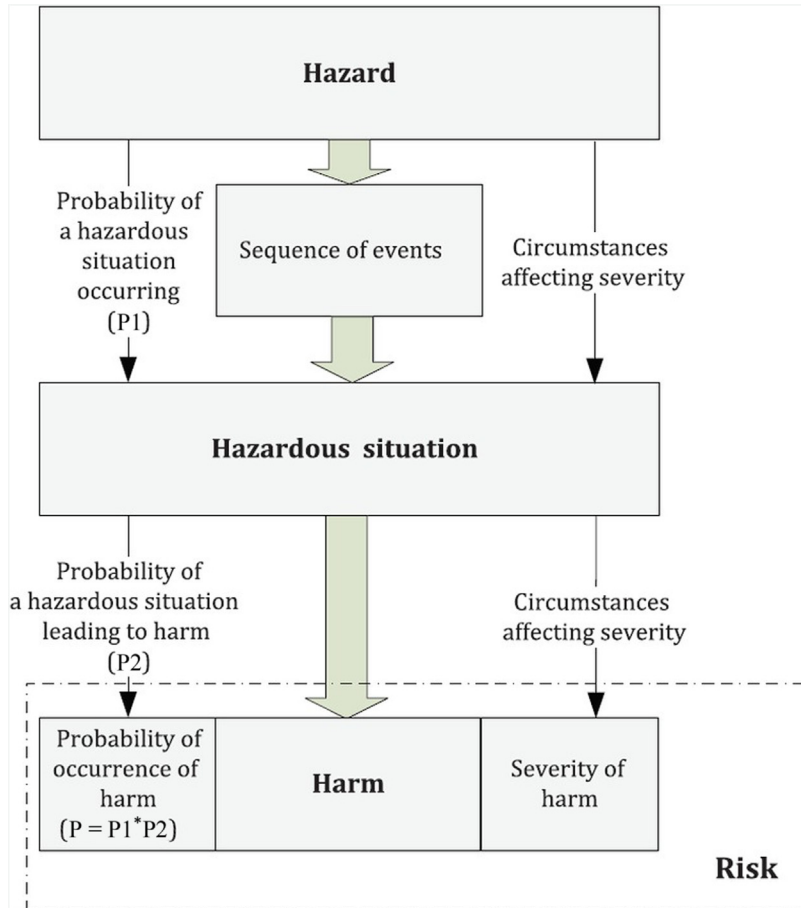 Hazard
Probability of
a hazardous
situation
occurring
(P1)
Sequence of events
Circumstances
affecting severity
Hazardous situation
Probability of
a hazardous situation
leading to harm
(P2)
Circumstances
affecting severity
Probability of
occurrence of
harm
(P = P1*P2)
Harm
Severity of
harm
Risk